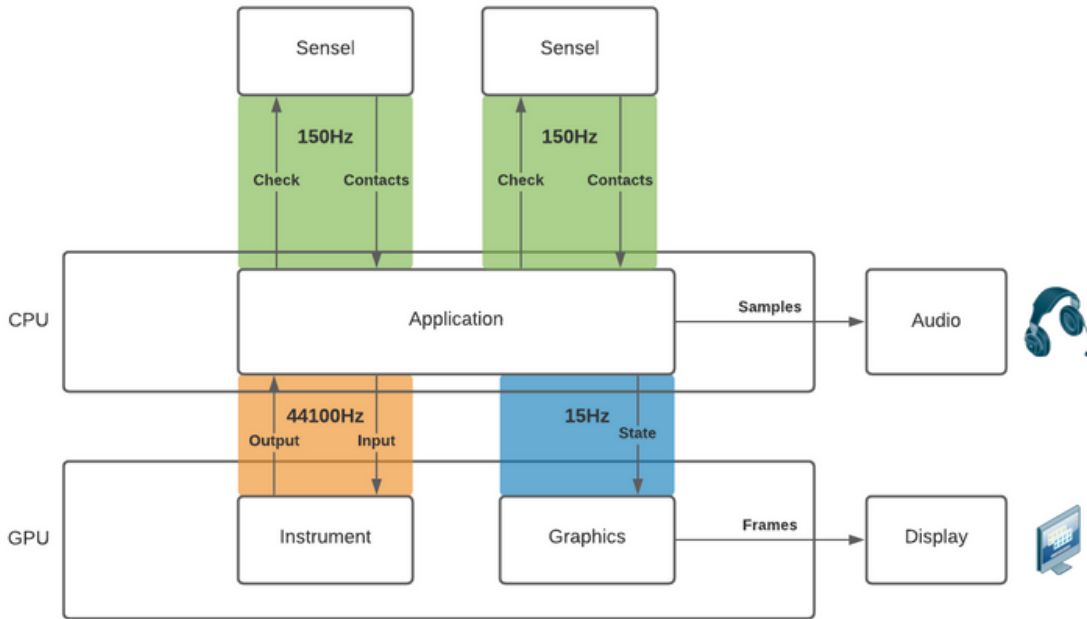 Sensel
Sensel
150Hz
150Hz
Check
Contacts
Check
Contacts
CPU
Application
Samples
Audio
44100Hz
15Hz
Output
Input
State
GPU
Instrument
Graphics
Frames
Display